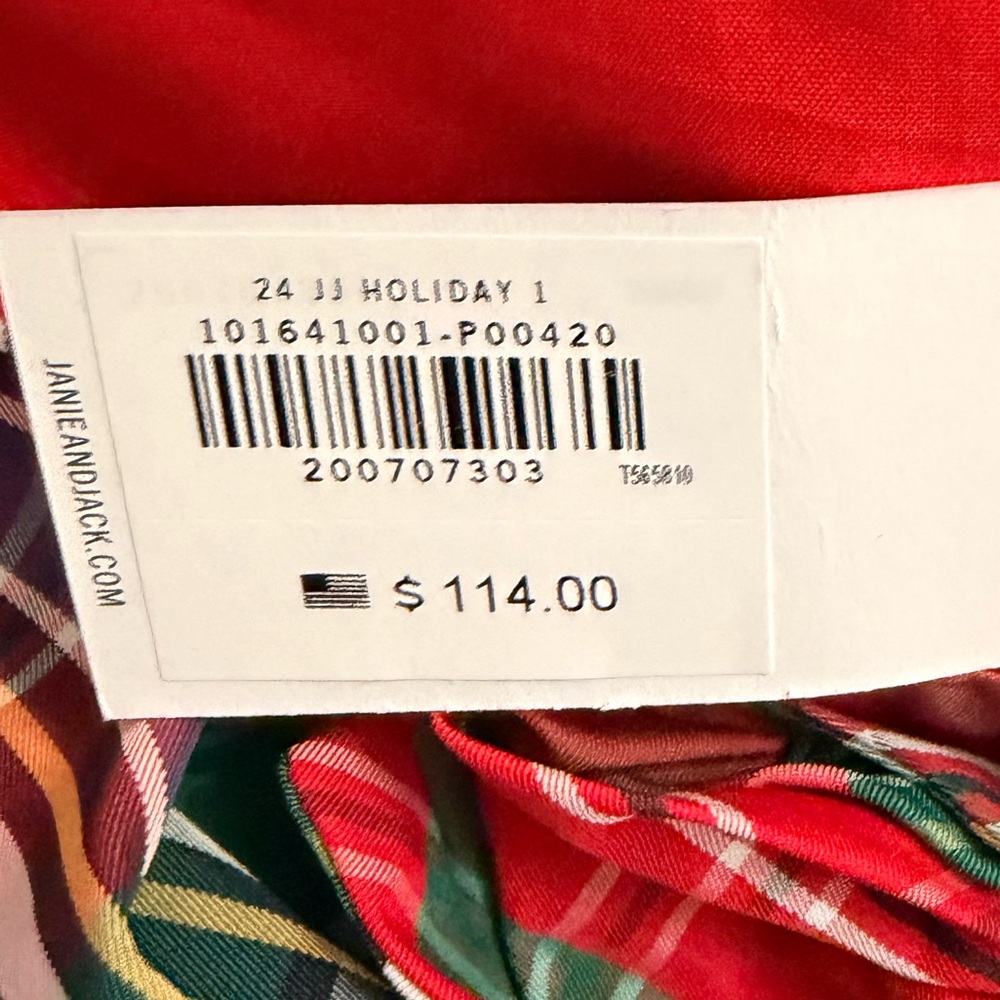 24 JJ HOLIDAY 1
101641001-P00420
200707303
T565810
$ 114.00
JANIEANDJACK.COM